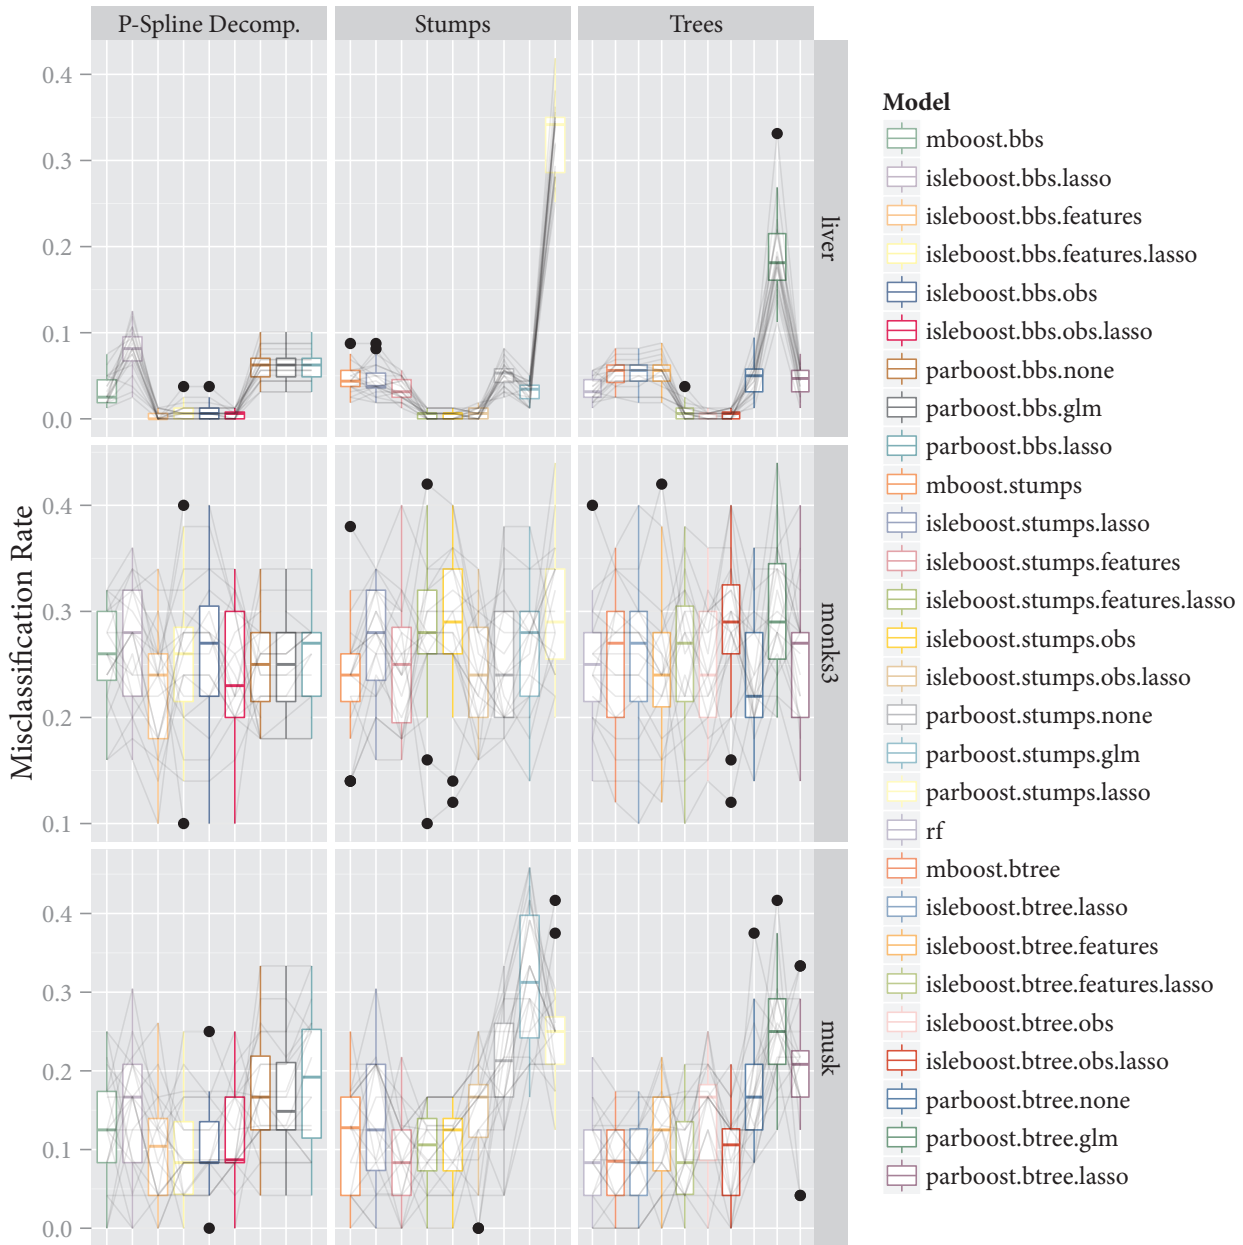 P-Spline Decomp.
Stumps
Trees
Misclassification Rate
0.4
0.3
0.2
0.1
0.0
liver
0.4
0.3
0.2
0.1
monks3
0.4
0.3
0.2
0.1
0.0
musk
Model
mboost.bbs
isleboost.bbs.lasso
isleboost.bbs.features
isleboost.bbs.features.lasso
isleboost.bbs.obs
isleboost.bbs.obs.lasso
parboost.bbs.none
parboost.bbs.glm
parboost.bbs.lasso
mboost.stumps
isleboost.stumps.lasso
isleboost.stumps.features
isleboost.stumps.features.lasso
isleboost.stumps.obs
isleboost.stumps.obs.lasso
parboost.stumps.none
parboost.stumps.glm
parboost.stumps.lasso
rf
mboost.btree
isleboost.btree.lasso
isleboost.btree.features
isleboost.btree.features.lasso
isleboost.btree.obs
isleboost.btree.obs.lasso
parboost.btree.none
parboost.btree.glm
parboost.btree.lasso